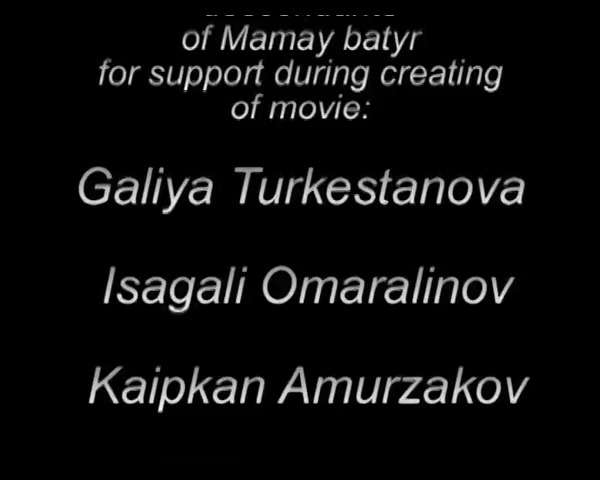 of Mamay batyr
for support during creating
of movie:
Galiya Turkestanova
Isagali Omaralinov
Kaipkan Amurzakov